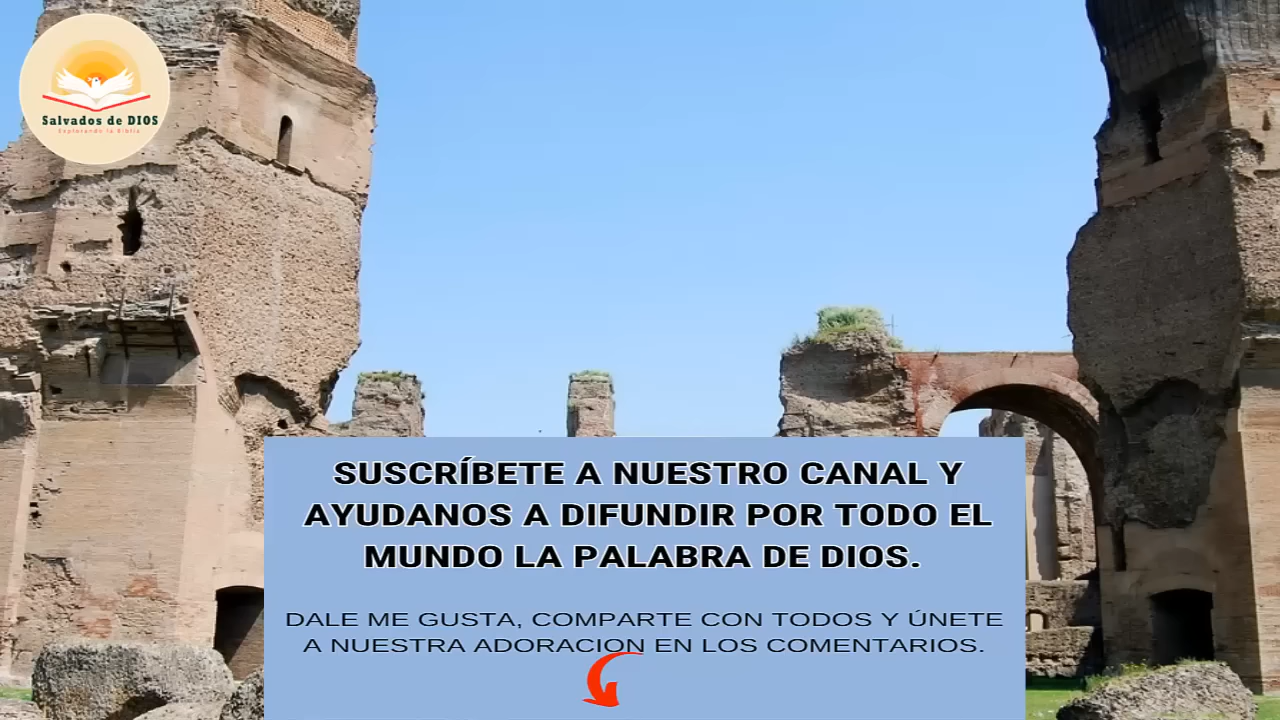 Salvados de DIOS
Explorando la Biblia
SUSCRÍBETE A NUESTRO CANAL Y
AYUDANOS A DIFUNDIR POR TODO EL
MUNDO LA PALABRA DE DIOS.
DALE ME GUSTA, COMPARTE CON TODOS Y ÚNETE
A NUESTRA ADORACION EN LOS COMENTARIOS.